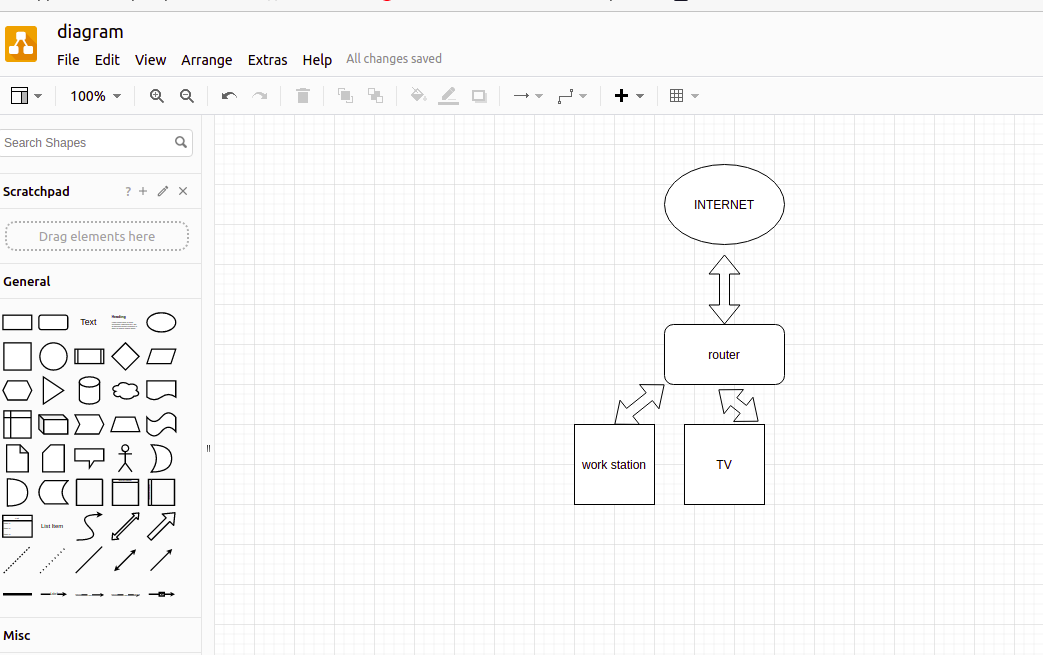 diagram
File Edit View Arrange Extras Help All changes saved
100%
Search Shapes
Scratchpad ? +
Drag elements here
General
Text
Heading
List Item
Misc
INTERNET
router
work station
TV